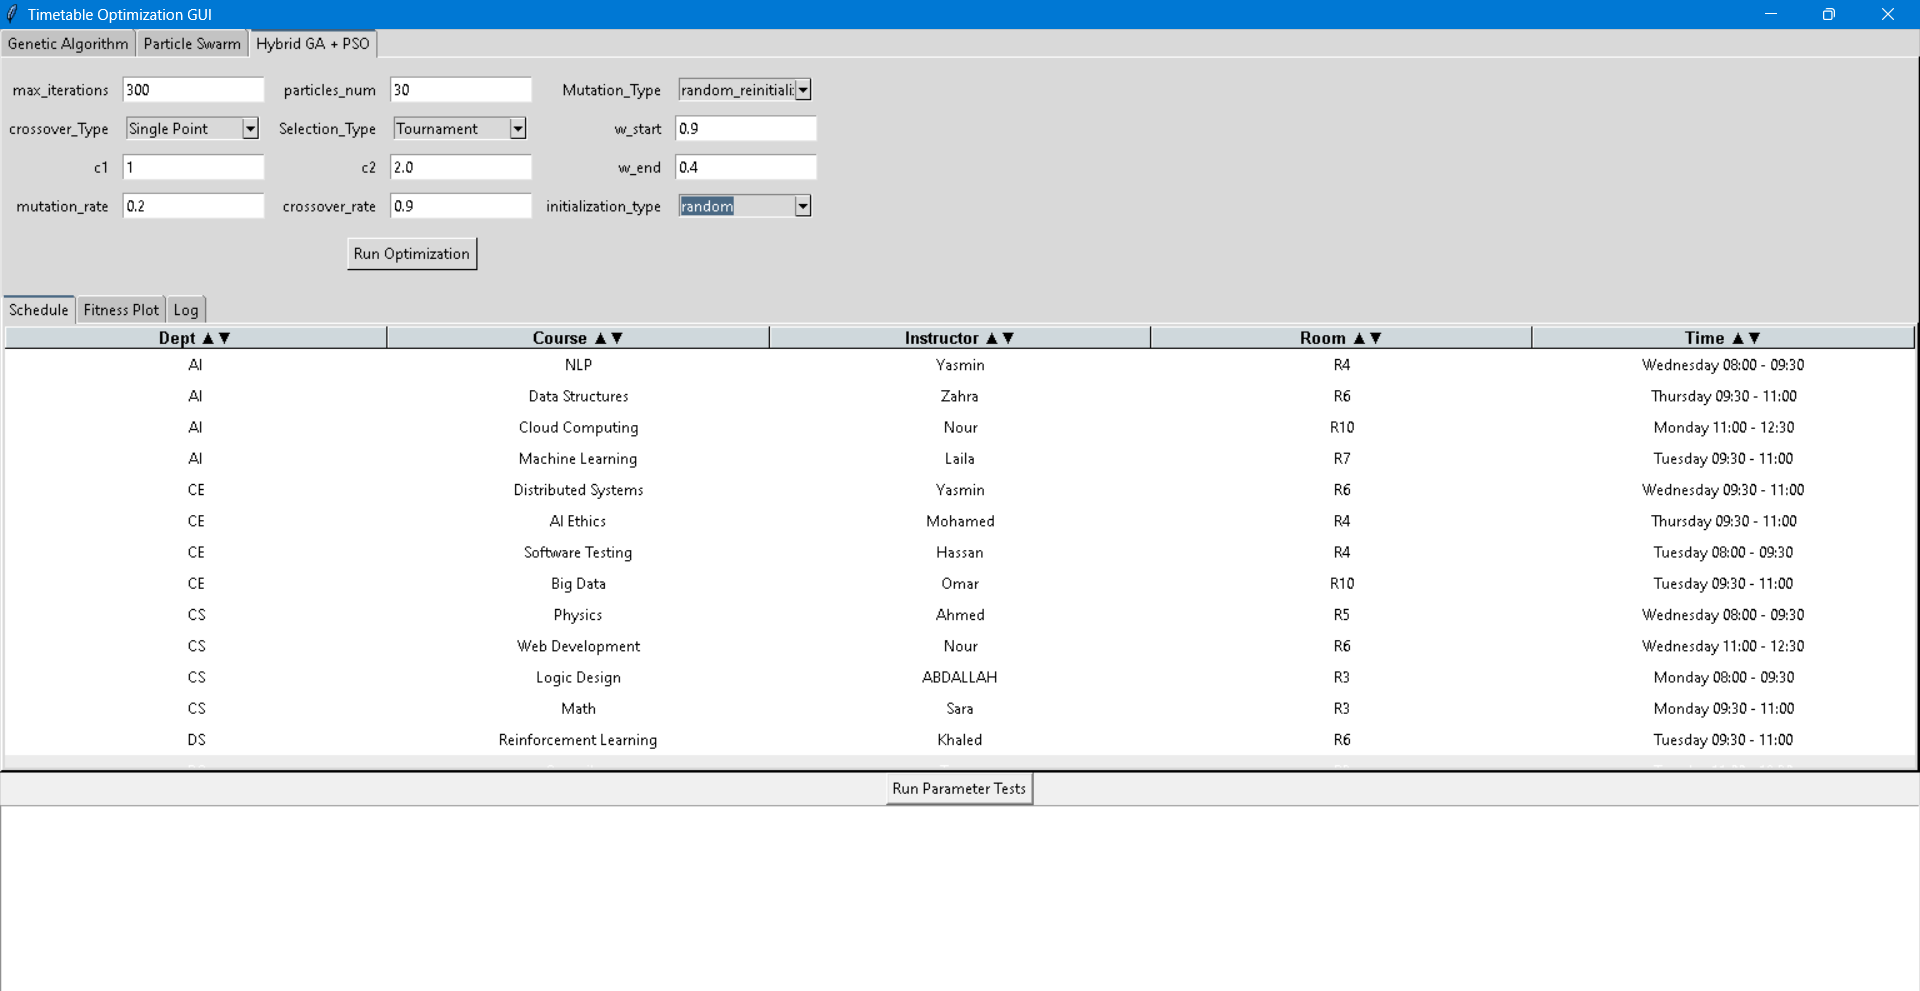 Timetable Optimization GUI
Genetic Algorithm Particle Swarm Hybrid GA + PSO
max_iterations 300 particles_num 30 Mutation_Type random_reinitiali
crossover_Type Single Point Selection_Type Tournament w_start 0.9
c1 1 c2 2.0 w_end 0.4
mutation_rate 0.2 crossover_rate 0.9 initialization_type random
Run Optimization
Schedule Fitness Plot Log
Dept ▲▼ Course ▲▼ Instructor ▲▼ Room ▲▼ Time ▲▼
AI NLP Yasmin R4 Wednesday 08:00 - 09:30
AI Data Structures Zahra R6 Thursday 09:30 - 11:00
AI Cloud Computing Nour R10 Monday 11:00 - 12:30
AI Machine Learning Laila R7 Tuesday 09:30 - 11:00
CE Distributed Systems Yasmin R6 Wednesday 09:30 - 11:00
CE AI Ethics Mohamed R4 Thursday 09:30 - 11:00
CE Software Testing Hassan R4 Tuesday 08:00 - 09:30
CE Big Data Omar R10 Tuesday 09:30 - 11:00
CS Physics Ahmed R5 Wednesday 08:00 - 09:30
CS Web Development Nour R6 Wednesday 11:00 - 12:30
CS Logic Design ABDALLAH R3 Monday 08:00 - 09:30
CS Math Sara R3 Monday 09:30 - 11:00
DS Reinforcement Learning Khaled R6 Tuesday 09:30 - 11:00
Run Parameter Tests